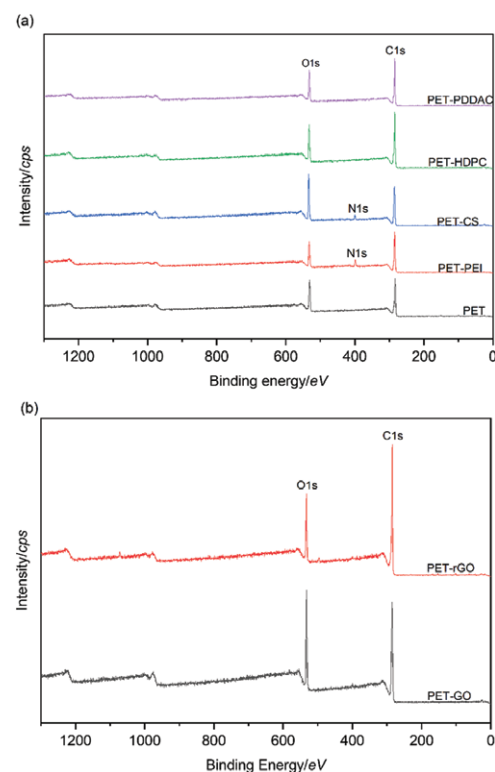 (a)
C1s
O1s
PET-PDDAC
PET-HDPC
N1s
PET-CS
N1s
PET-PEI
PET
Intensity/cps
1200 1000 800 600 400 200 0
Binding energy/eV
(b)
C1s
O1s
PET-rGO
PET-GO
Intensity/cps
1200 1000 800 600 400 200 0
Binding Energy/eV